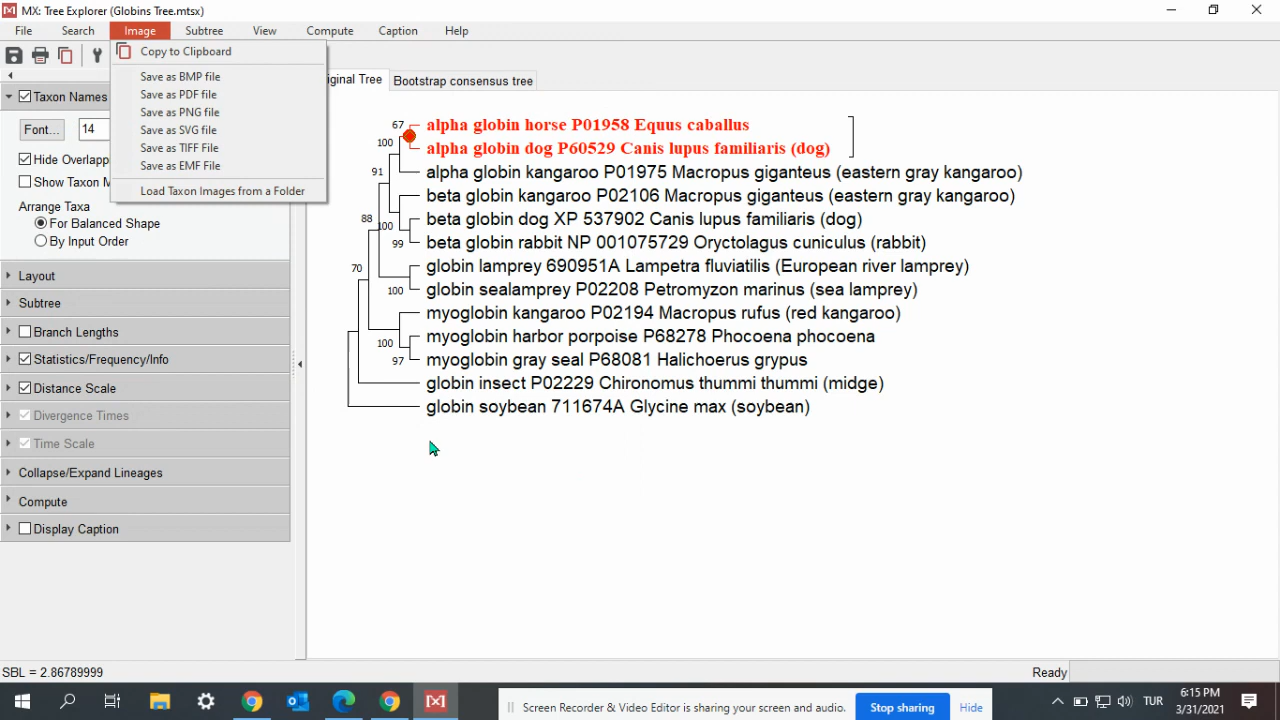 MX: Tree Explorer (Globins Tree.mtsx)
File Search Image Subtree View Compute Caption Help
Copy to Clipboard
Save as BMP file
Save as PDF file
Save as PNG file
Save as SVG file
Save as TIFF File
Save as EMF File
Load Taxon Images from a Folder
Taxon Names
Font... 14
Hide Overlapp
Show Taxon M
Arrange Taxa
For Balanced Shape
By Input Order
Layout
Subtree
Branch Lengths
Statistics/Frequency/Info
Distance Scale
Divergence Times
Time Scale
Collapse/Expand Lineages
Compute
Display Caption
iginal Tree Bootstrap consensus tree
67
alpha globin horse P01958 Equus caballus
100
alpha globin dog P60529 Canis lupus familiaris (dog)
91
alpha globin kangaroo P01975 Macropus giganteus (eastern gray kangaroo)
beta globin kangaroo P02106 Macropus giganteus (eastern gray kangaroo)
88
100
beta globin dog XP 537902 Canis lupus familiaris (dog)
99
beta globin rabbit NP 001075729 Oryctolagus cuniculus (rabbit)
70
globin lamprey 690951A Lampetra fluviatilis (European river lamprey)
100
globin sealamprey P02208 Petromyzon marinus (sea lamprey)
myoglobin kangaroo P02194 Macropus rufus (red kangaroo)
100
myoglobin harbor porpoise P68278 Phocoena phocoena
97
myoglobin gray seal P68081 Halichoerus grypus
globin insect P02229 Chironomus thummi thummi (midge)
globin soybean 711674A Glycine max (soybean)
SBL = 2.86789999
Ready
Screen Recorder & Video Editor is sharing your screen and audio. Stop sharing Hide
TUR
6:15 PM
3/31/2021